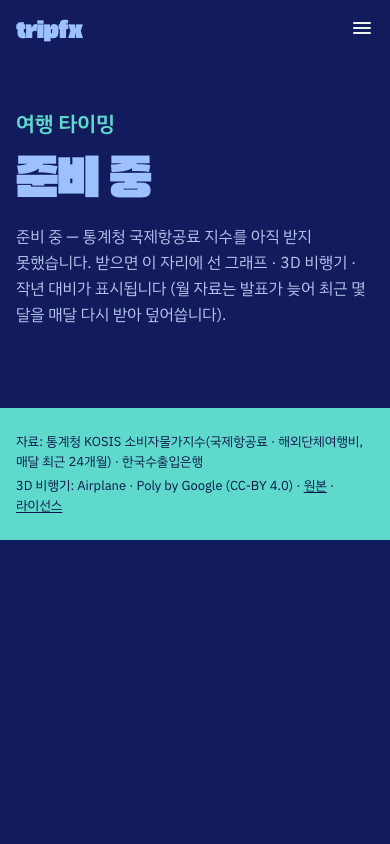 tripfx
여행 타이밍
준비 중
준비 중 — 통계청 국제항공료 지수를 아직 받지
못했습니다. 받으면 이 자리에 선 그래프 · 3D 비행기 ·
작년 대비가 표시됩니다 (월 자료는 발표가 늦어 최근 몇
달을 매달 다시 받아 덮어씁니다).
자료: 통계청 KOSIS 소비자물가지수(국제항공료 · 해외단체여행비,
매달 최근 24개월) · 한국수출입은행
3D 비행기: Airplane · Poly by Google (CC-BY 4.0) · 원본 ·
라이선스